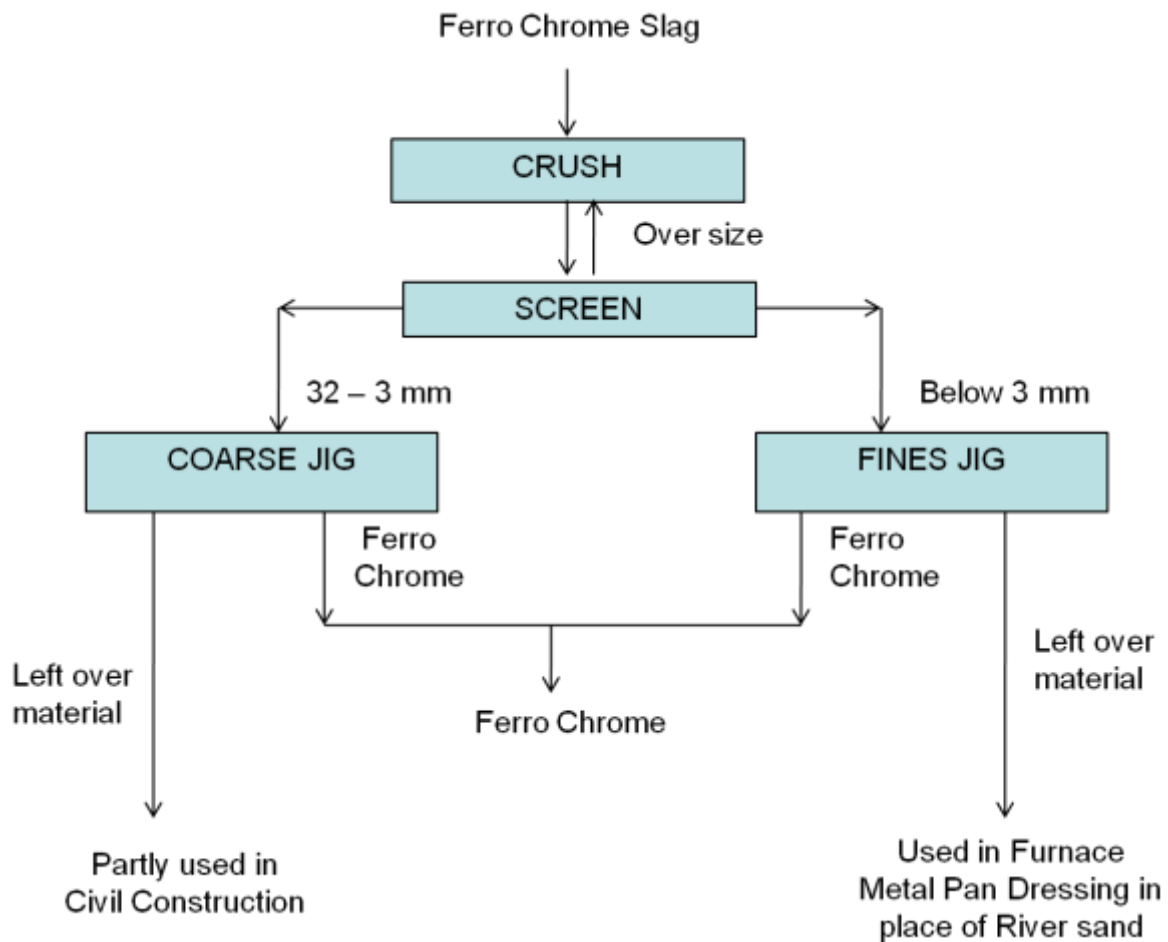 Ferro Chrome Slag
CRUSH
Over size
SCREEN
32 – 3 mm
Below 3 mm
COARSE JIG
FINES JIG
Ferro
Chrome
Ferro
Chrome
Left over
material
Left over
material
Ferro Chrome
Partly used in
Civil Construction
Used in Furnace
Metal Pan Dressing in
place of River sand